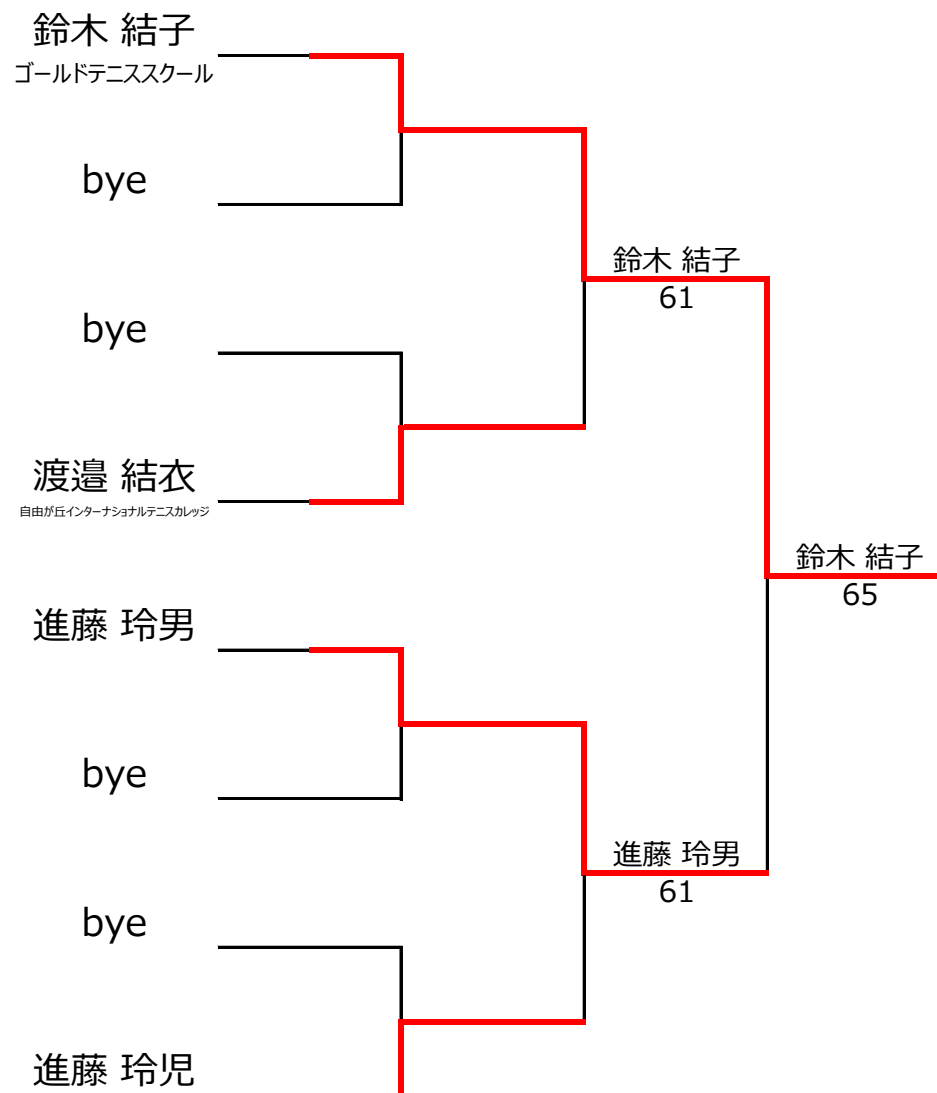 鈴木 結子
ゴールドテニススクール
bye
bye
渡邉 結衣
自由が丘インターナショナルテニスカレッジ
進藤 玲男
bye
bye
進藤 玲児
鈴木 結子
61
進藤 玲男
61
鈴木 結子
65